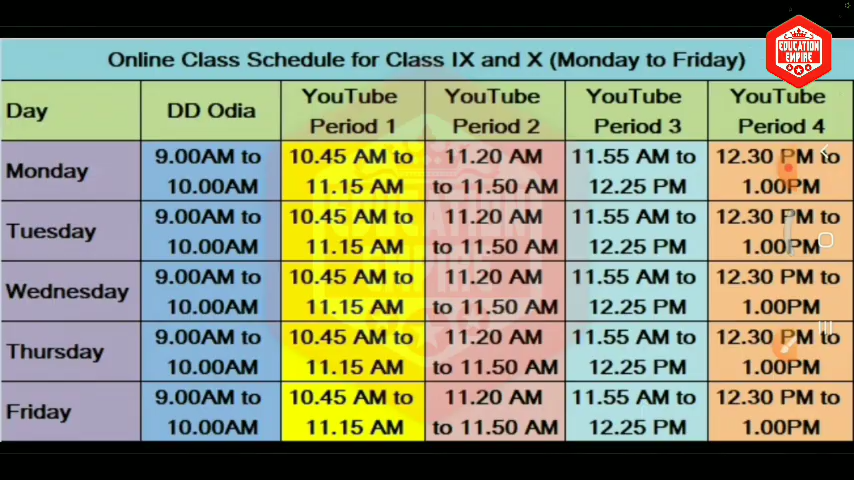 Online Class Schedule for Class IX and X (Monday to Friday)
EDUCATION
EMPIRE
Day
DD Odia
YouTube
Period 1
YouTube
Period 2
YouTube
Period 3
YouTube
Period 4
Monday
9.00AM to
10.00AM
10.45 AM to
11.15 AM
11.20 AM
to 11.50 AM
11.55 AM to
12.25 PM
12.30 PM to
1.00PM
Tuesday
9.00AM to
10.00AM
10.45 AM to
11.15 AM
11.20 AM
to 11.50 AM
11.55 AM to
12.25 PM
12.30 PM to
1.00PM
Wednesday
9.00AM to
10.00AM
10.45 AM to
11.15 AM
11.20 AM
to 11.50 AM
11.55 AM to
12.25 PM
12.30 PM to
1.00PM
Thursday
9.00AM to
10.00AM
10.45 AM to
11.15 AM
11.20 AM
to 11.50 AM
11.55 AM to
12.25 PM
12.30 PM to
1.00PM
Friday
9.00AM to
10.00AM
10.45 AM to
11.15 AM
11.20 AM
to 11.50 AM
11.55 AM to
12.25 PM
12.30 PM to
1.00PM
EDUCATION
EMPIRE